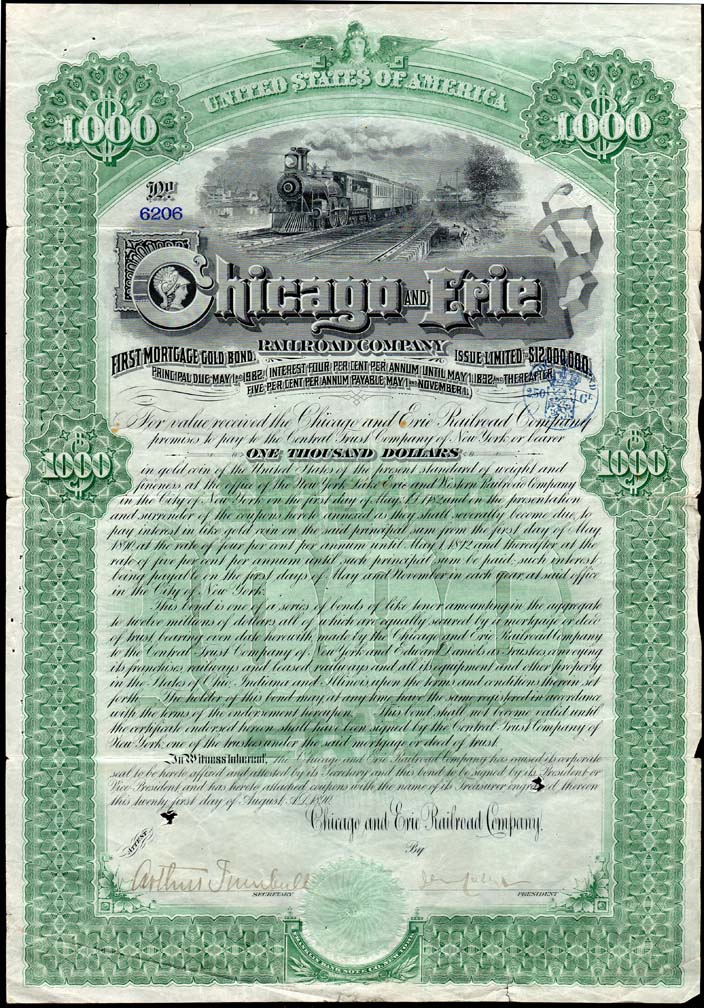 UNITED STATES OF AMERICA
1000 1000
No
6206
Chicago AND Erie
RAILROAD COMPANY
FIRST MORTGAGE GOLD BOND. ISSUE LIMITED TO $12,000,000.
PRINCIPAL DUE MAY 1ST 1982. INTEREST FOUR PER CENT PER ANNUM UNTIL MAY 1, 1892 AND THEREAFTER
FIVE PER CENT PER ANNUM PAYABLE MAY 1 AND NOVEMBER 1.
For value received the Chicago and Erie Railroad Company
promises to pay to the Central Trust Company of New York or bearer
1000 ONE THOUSAND DOLLARS 1000
in gold coin of the United States of the present standard of weight and
fineness at the office of The New York Lake Erie and Western Railroad Company
in the City of New York on the first day of May, A.D. 1982 and on the presentation
and surrender of the coupons hereto annexed as they shall severally become due, to
pay interest in like gold coin on the said principal sum from the first day of May,
1890, at the rate of four per cent per annum until May 1, 1892 and thereafter at the
rate of five per cent per annum until such principal sum be paid; such interest
being payable on the first days of May and November in each year at said office
in the City of New York.
This bond is one of a series of bonds of like tenor amounting in the aggregate
to twelve millions of dollars all of which are equally secured by a mortgage or deed
of trust bearing even date herewith made by the Chicago and Erie Railroad Company
to the Central Trust Company of New York and Edward Daniels as Trustees, conveying
its franchises, railways and leased railways and all its equipment and other property
in the States of Ohio, Indiana and Illinois, upon the terms and conditions therein set
forth. The holder of this bond may at any time have the same registered in accordance
with the terms of the endorsement hereupon. This bond shall not become valid until
the certificate endorsed hereon shall have been signed by the Central Trust Company of
New York, one of the trustees under the said mortgage or deed of trust.
In Witness Whereof, the Chicago and Erie Railroad Company has caused its corporate
seal to be hereto affixed and attested by its Secretary and this bond to be signed by its President or
Vice President and has hereto attached coupons with the name of its Treasurer engraved thereon
this twenty first day of August A.D. 1890.
Chicago and Erie Railroad Company.
ATTEST By
Arthur Trumbull
SECRETARY PRESIDENT